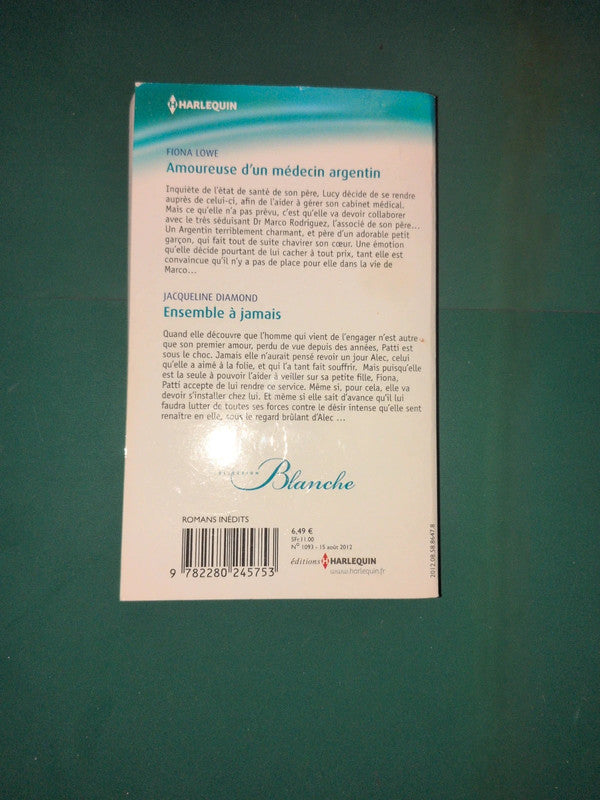 HARLEQUIN
FIONA LOWE
Amoureuse d'un médecin argentin
Inquiète de l'état de santé de son père, Lucy décide de se rendre
auprès de celui-ci, afin de l'aider à gérer son cabinet médical.
Mais ce qu'elle n'a pas prévu, c'est qu'elle va devoir collaborer
avec le très séduisant Dr Marco Rodriguez, l'associé de son père...
Un Argentin terriblement charmant, et père d'un adorable petit
garçon, qui fait tout de suite chavirer son cœur. Une émotion
qu'elle décide pourtant de lui cacher à tout prix, tant elle est
convaincue qu'il n'y a pas de place pour elle dans la vie de
Marco...
JACQUELINE DIAMOND
Ensemble à jamais
Quand elle découvre que l'homme qui vient de l'engager n'est autre
que son premier amour, perdu de vue depuis des années, Patti est
sous le choc. Jamais elle n'aurait pensé revoir un jour Alec, celui
qu'elle a aimé à la folie, et qui l'a tant fait souffrir. Mais puisqu'elle
est la seule à pouvoir l'aider à veiller sur sa petite fille, Fiona,
Patti accepte de lui rendre ce service. Même si, pour cela, elle va
devoir s'installer chez lui. Et même si elle sait d'avance qu'il lui
faudra lutter de toutes ses forces contre le désir intense qu'elle sent
renaître en elle, sous le regard brûlant d'Alec ...
Blanche
ROMANS INÉDITS
6,49 €
SFr.11.00
N° 1093 - 15 août 2012
éditions HARLEQUIN
www.harlequin.fr
9 782280 245753
2012.08.58.8647.8